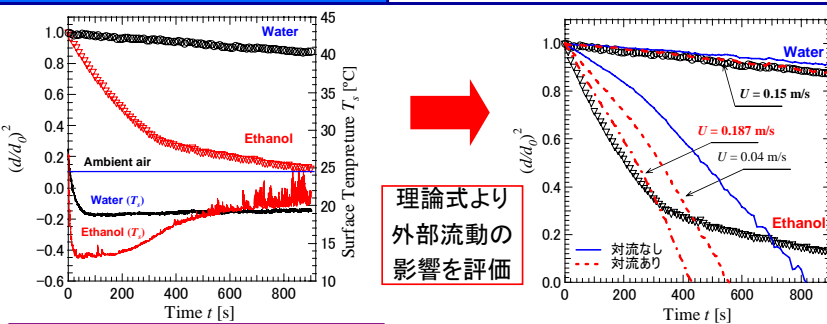 1.0
0.8
0.6
0.4
0.2
0.0
-0.2
-0.4
-0.6
(d/d0)²
Water
Ethanol
Ambient air
Water (Ts)
Ethanol (Ts)
45
40
35
30
25
20
15
10
Surface Tempreture Ts [°C]
0
200
400
600
800
Time t [s]
理論式より
外部流動の
影響を評価
1.0
0.8
0.6
0.4
0.2
0.0
(d/d0)²
Water
U = 0.15 m/s
U = 0.187 m/s
U = 0.04 m/s
Ethanol
対流なし
対流あり
0
200
400
600
800
Time t [s]